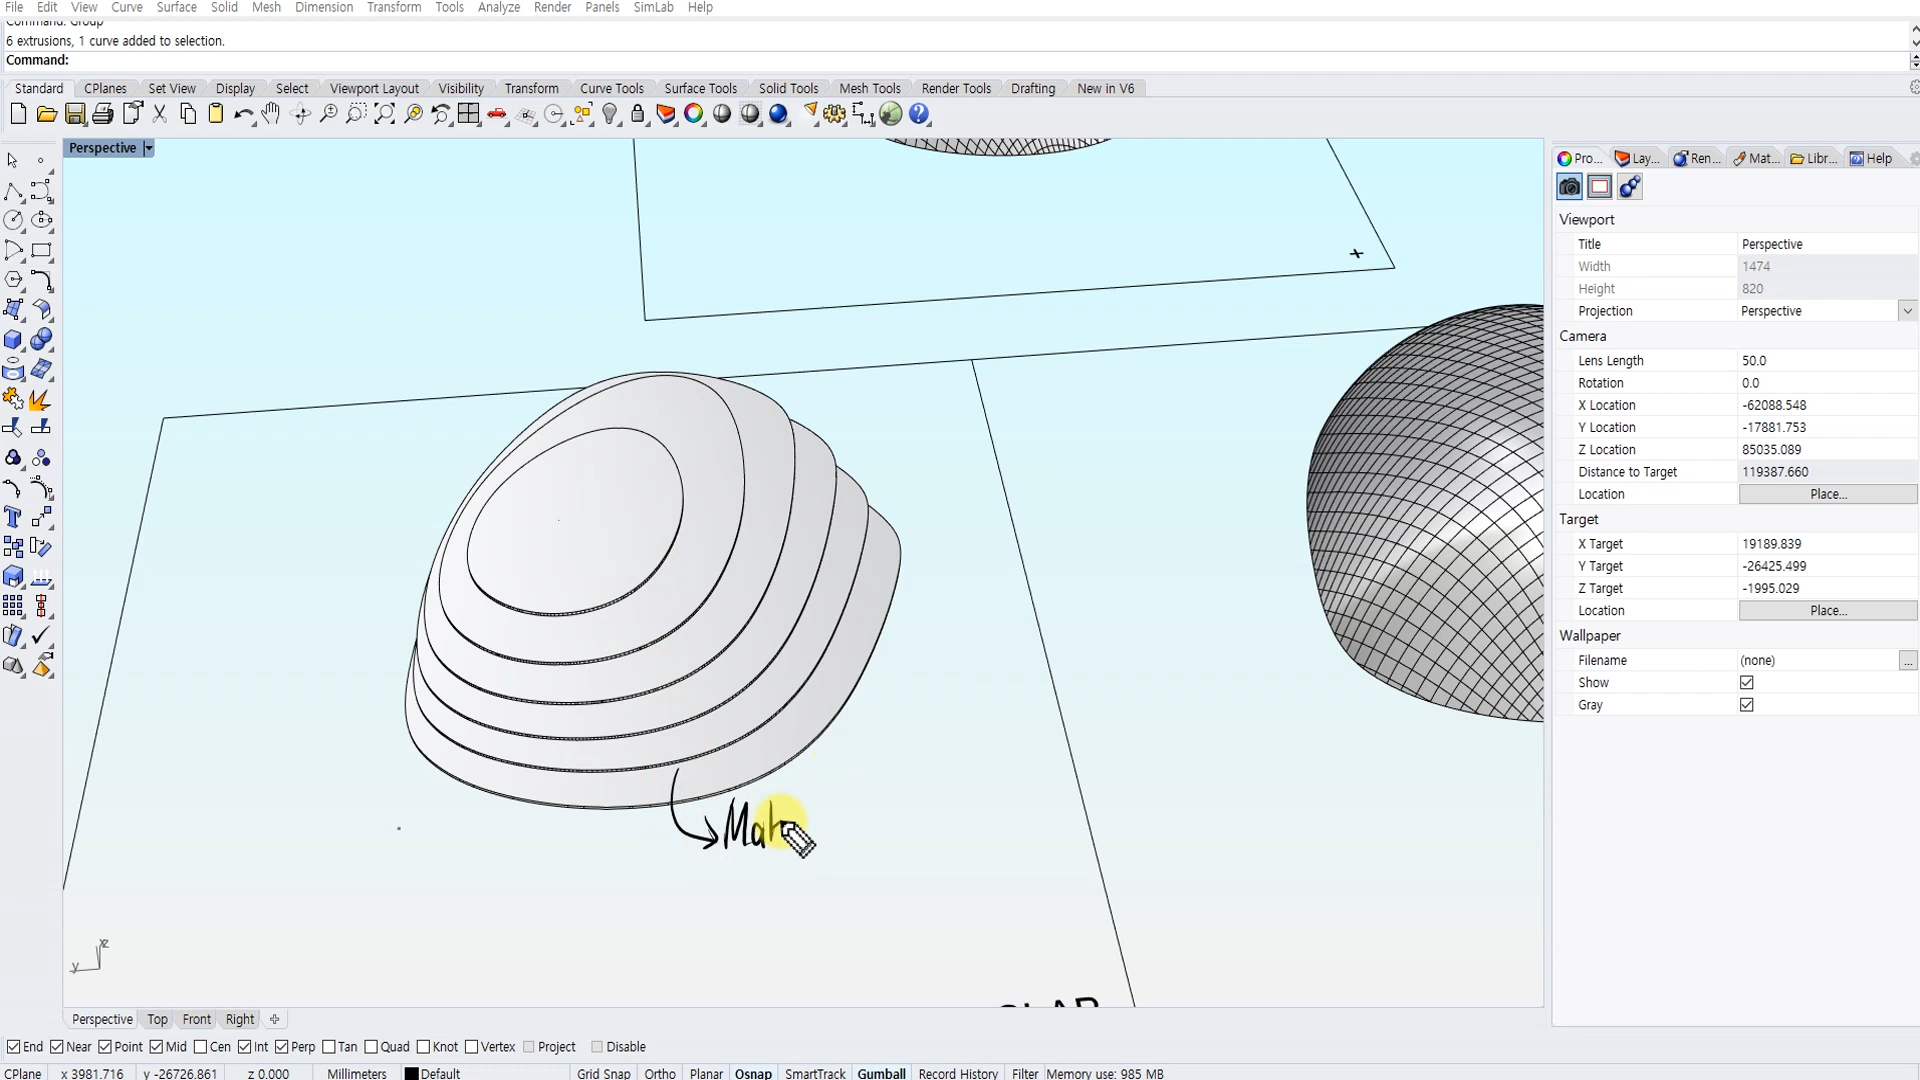 File Edit View Curve Surface Solid Mesh Dimension Transform Tools Analyze Render Panels SimLab Help
Command: Group
6 extrusions, 1 curve added to selection.
Command:
Standard CPlanes Set View Display Select Viewport Layout Visibility Transform Curve Tools Surface Tools Solid Tools Mesh Tools Render Tools Drafting New in V6
Perspective
Pro... Lay... Ren... Mat... Libr... Help
Viewport
Title Perspective
Width 1474
Height 820
Projection Perspective
Camera
Lens Length 50.0
Rotation 0.0
X Location -62088.548
Y Location -17881.753
Z Location 85035.089
Distance to Target 119387.660
Location Place...
Target
X Target 19189.839
Y Target -26425.499
Z Target -1995.029
Location Place...
Wallpaper
Filename (none) ...
Show
Gray
Mat
z
y
Perspective Top Front Right
End Near Point Mid Cen Int Perp Tan Quad Knot Vertex Project Disable
CPlane x 3981.716 y -26726.861 z 0.000 Millimeters Default Grid Snap Ortho Planar Osnap SmartTrack Gumball Record History Filter Memory use: 985 MB